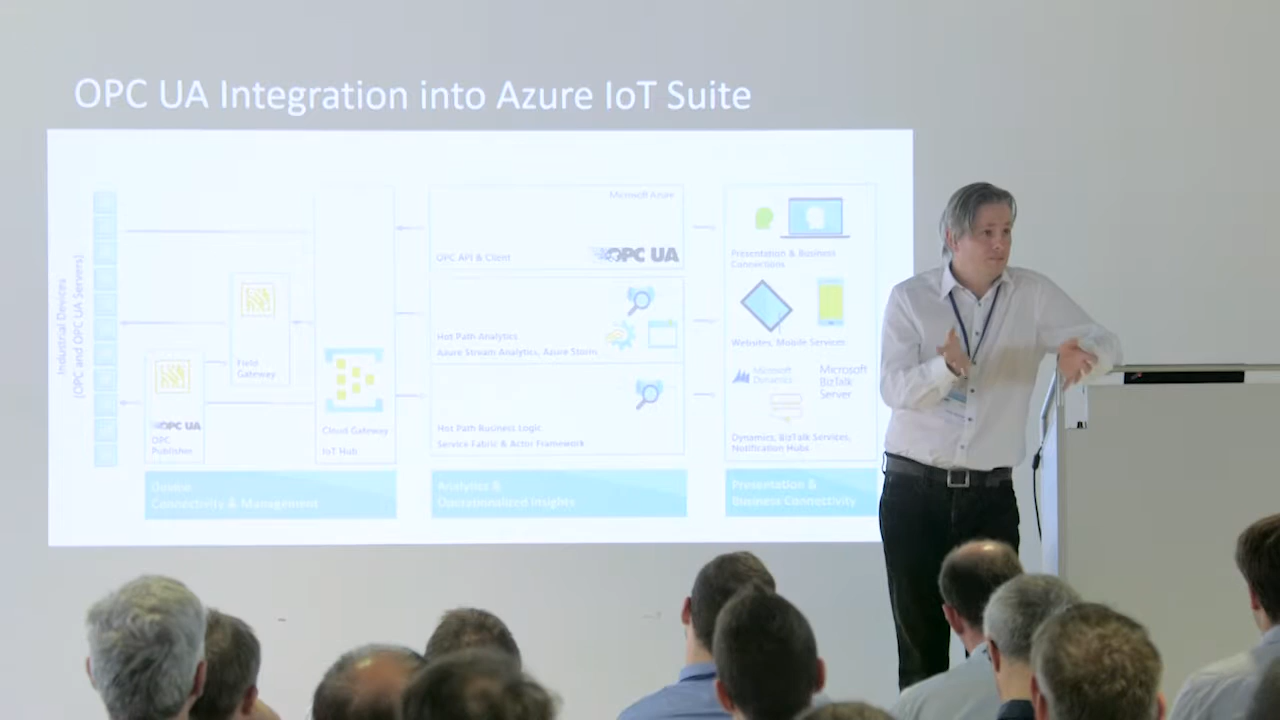 OPC UA Integration into Azure IoT Suite
Industrial Devices
(OPC and OPC UA Servers)
OPC UA
OPC
Publisher
Field
Gateway
Cloud Gateway
IoT Hub
Device
Connectivity & Management
Microsoft Azure
OPC API & Client
OPC UA
Hot Path Analytics
Azure Stream Analytics, Azure Storm
Hot Path Business Logic
Service Fabric & Actor Framework
Analytics &
Operationalized Insights
Presentation & Business
Connections
Websites, Mobile Services
Microsoft
Dynamics
Microsoft
BizTalk
Server
Dynamics, BizTalk Services,
Notification Hubs
Presentation &
Business Connectivity